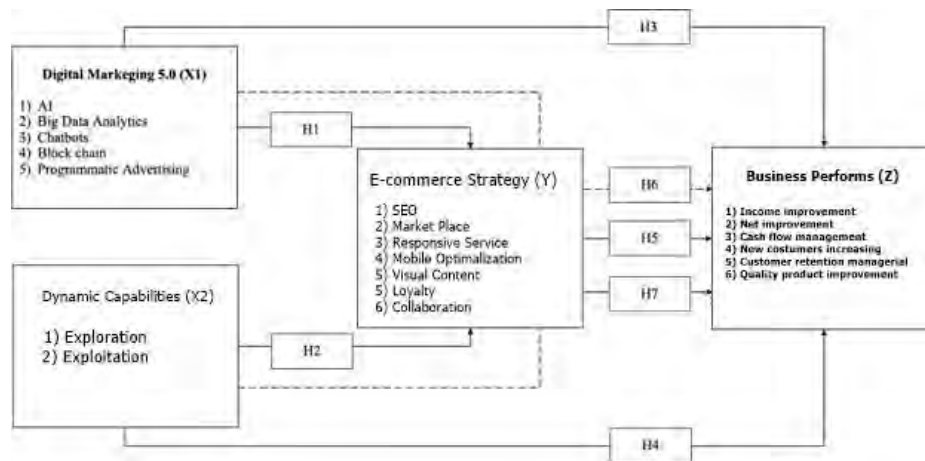 H3
Digital Markeging 5.0 (X1)
1) AI
2) Big Data Analytics
3) Chatbots
4) Block chain
5) Programmatic Advertising
H1
E-commerce Strategy (Y)
1) SEO
2) Market Place
3) Responsive Service
4) Mobile Optimalization
5) Visual Content
5) Loyalty
6) Collaboration
H6
H5
H7
Business Performs (Z)
1) Income improvement
2) Net improvement
3) Cash flow management
4) New costumers increasing
5) Customer retention managerial
6) Quality product improvement
Dynamic Capabilities (X2)
1) Exploration
2) Exploitation
H2
H4